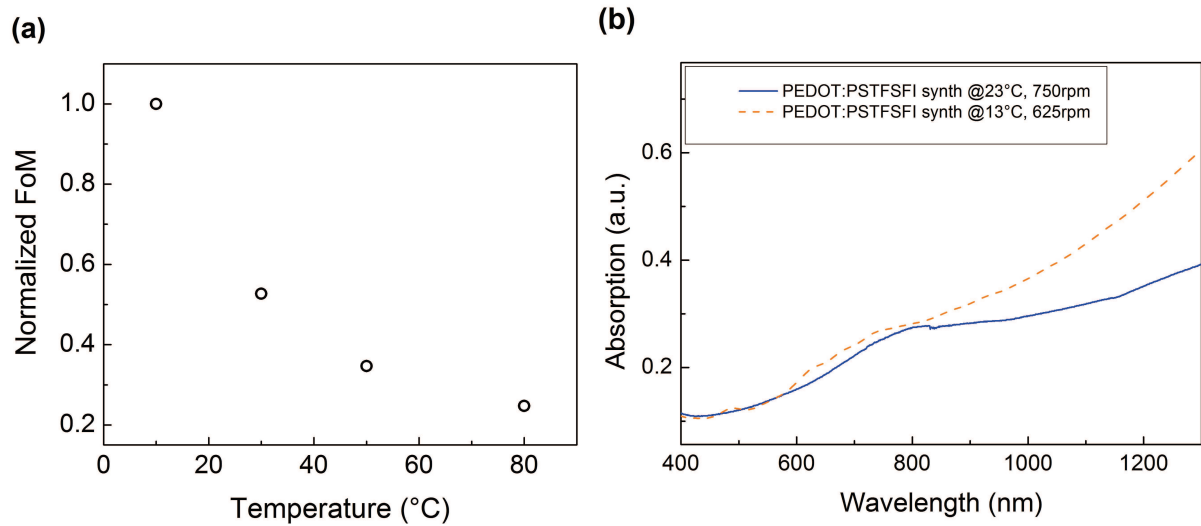 (a)
Normalized FoM
1.0
0.8
0.6
0.4
0.2
0
20
40
60
80
Temperature (°C)
(b)
PEDOT:PSTFSFI synth @23°C, 750rpm
PEDOT:PSTFSFI synth @13°C, 625rpm
Absorption (a.u.)
0.6
0.4
0.2
400
600
800
1000
1200
Wavelength (nm)